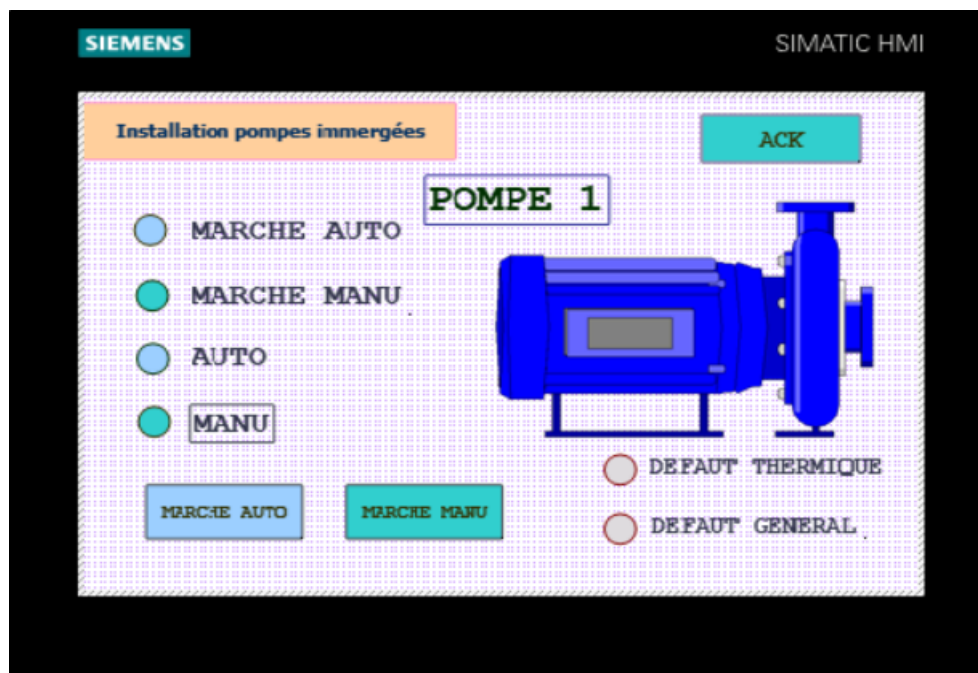 SIEMENS
SIMATIC HMI
Installation pompes immergées
ACK
POMPE 1
MARCHE AUTO
MARCHE MANU
AUTO
MANU
DEFAUT THERMIQUE
MARCHE AUTO
MARCHE MANU
DEFAUT GENERAL